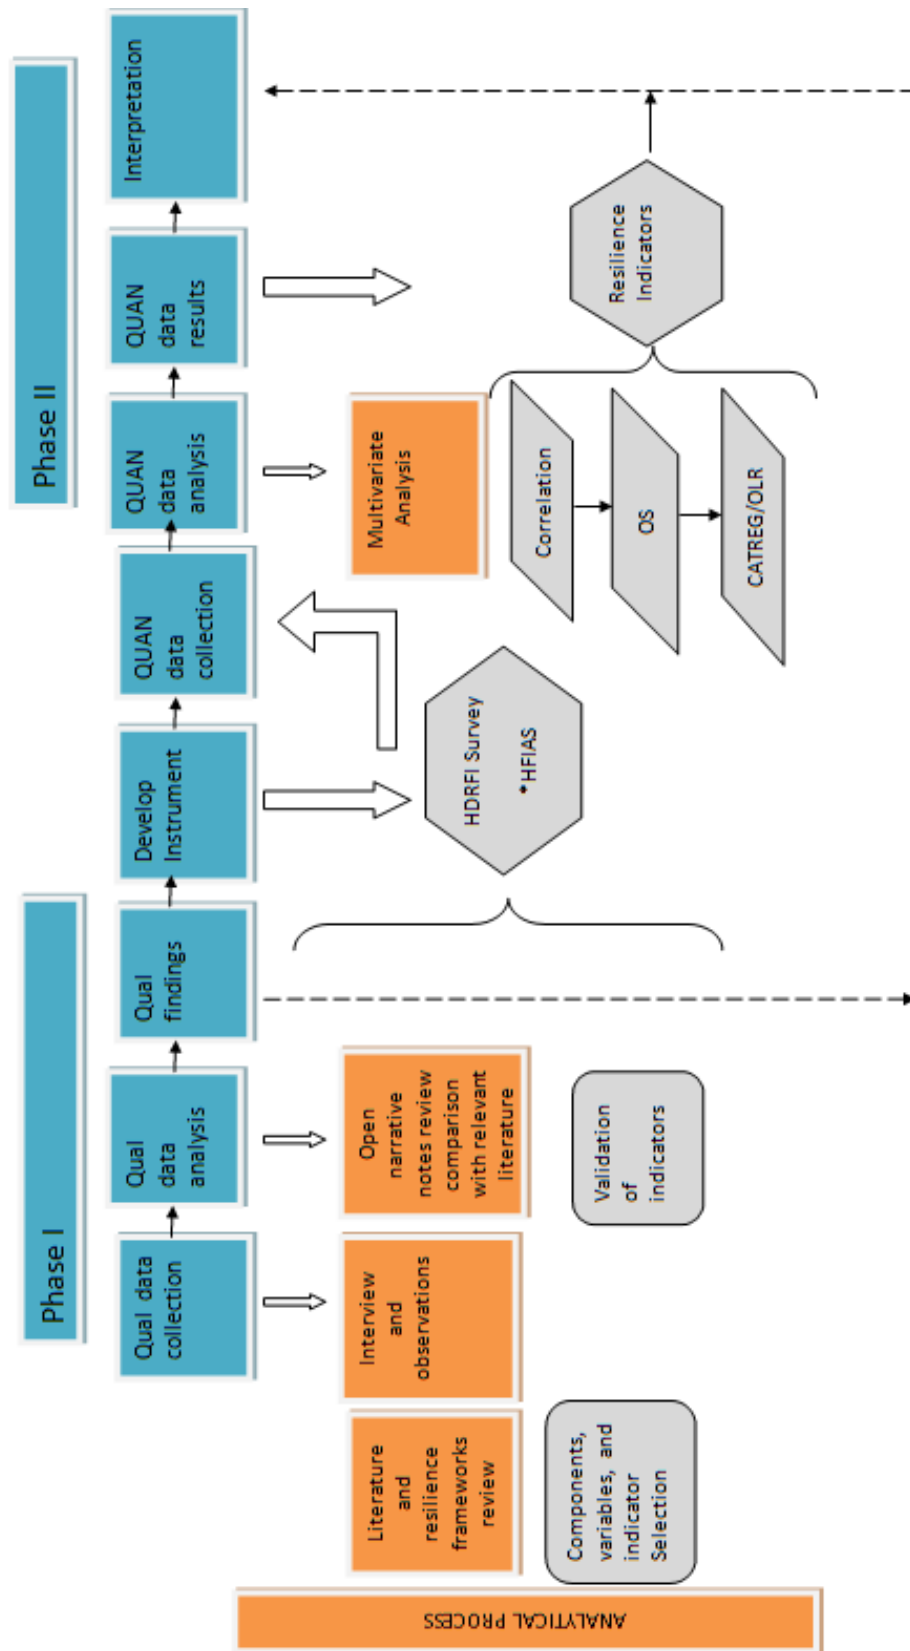 Phase I
Phase II
Qual data
collection
Qual
data
analysis
Qual
findings
Develop
Instrument
QUAN
data
collection
QUAN
data
analysis
QUAN
data
results
Interpretation
ANALYTICAL PROCESS
Literature
and
resilience
frameworks
review
Interview
and
observations
Open
narrative
notes review
comparison
with relevant
literature
Multivariate
Analysis
Components,
variables, and
indicator
Selection
Validation
of
indicators
HDRFI Survey
*HFIAS
Correlation
OS
CATREG/OLR
Resilience
Indicators